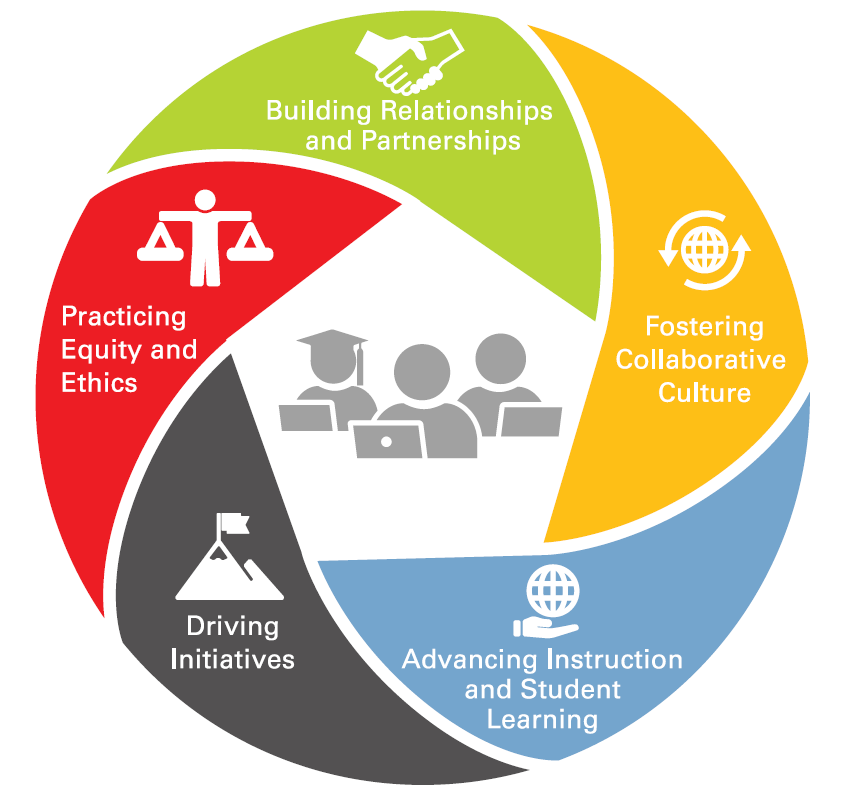 Building Relationships
and Partnerships
Fostering
Collaborative
Culture
Advancing Instruction
and Student
Learning
Driving
Initiatives
Practicing
Equity and
Ethics